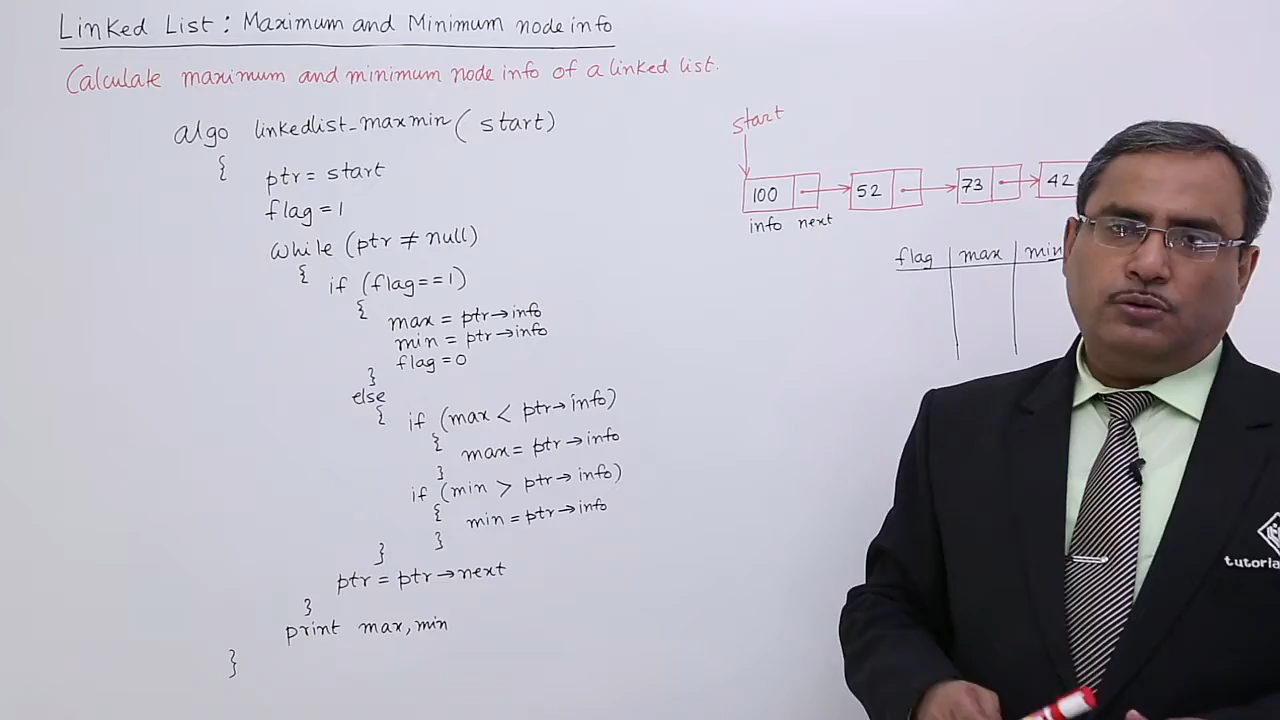 Linked List : Maximum and Minimum node info
Calculate maximum and minimum node info of a linked list.
algo linkedlist_maxmin( start)
{
ptr = start
flag = 1
while (ptr ≠ null)
{
if (flag==1)
{
max = ptr→info
min = ptr→info
flag = 0
}
else
{
if (max < ptr→info)
{
max = ptr→info
}
if (min > ptr→info)
{
min = ptr→info
}
}
ptr = ptr→next
}
print max, min
}
start
100 52 73 42
info next
flag max min
tutoria